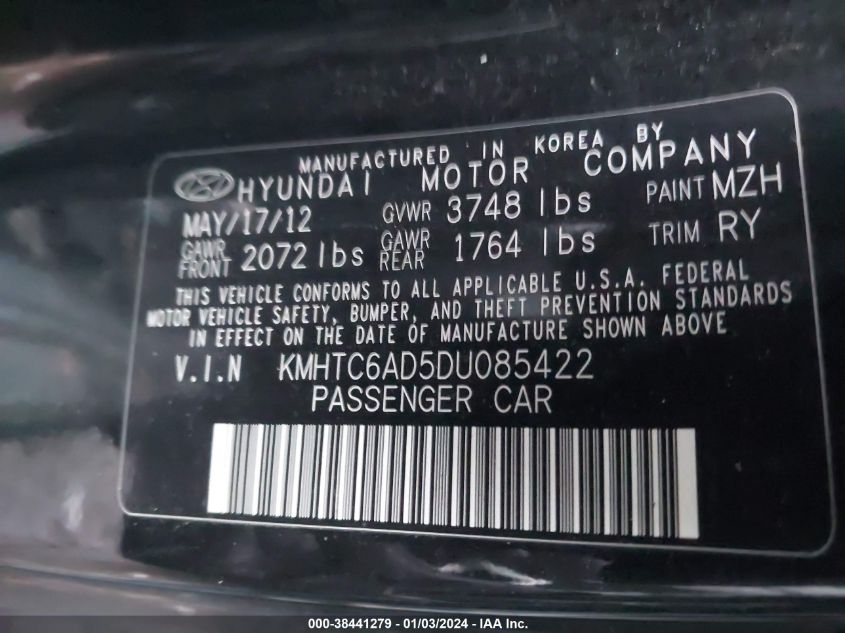 MANUFACTURED IN KOREA BY
HYUNDAI MOTOR COMPANY
MAY/17/12 GVWR 3748 lbs PAINT MZH
GAWR FRONT 2072 lbs GAWR REAR 1764 lbs TRIM RY
THIS VEHICLE CONFORMS TO ALL APPLICABLE U.S.A. FEDERAL
MOTOR VEHICLE SAFETY, BUMPER, AND THEFT PREVENTION STANDARDS
IN EFFECT ON THE DATE OF MANUFACTURE SHOWN ABOVE
V.I.N KMHTC6AD5DU085422
PASSENGER CAR
000-38441279 - 01/03/2024 - IAA Inc.